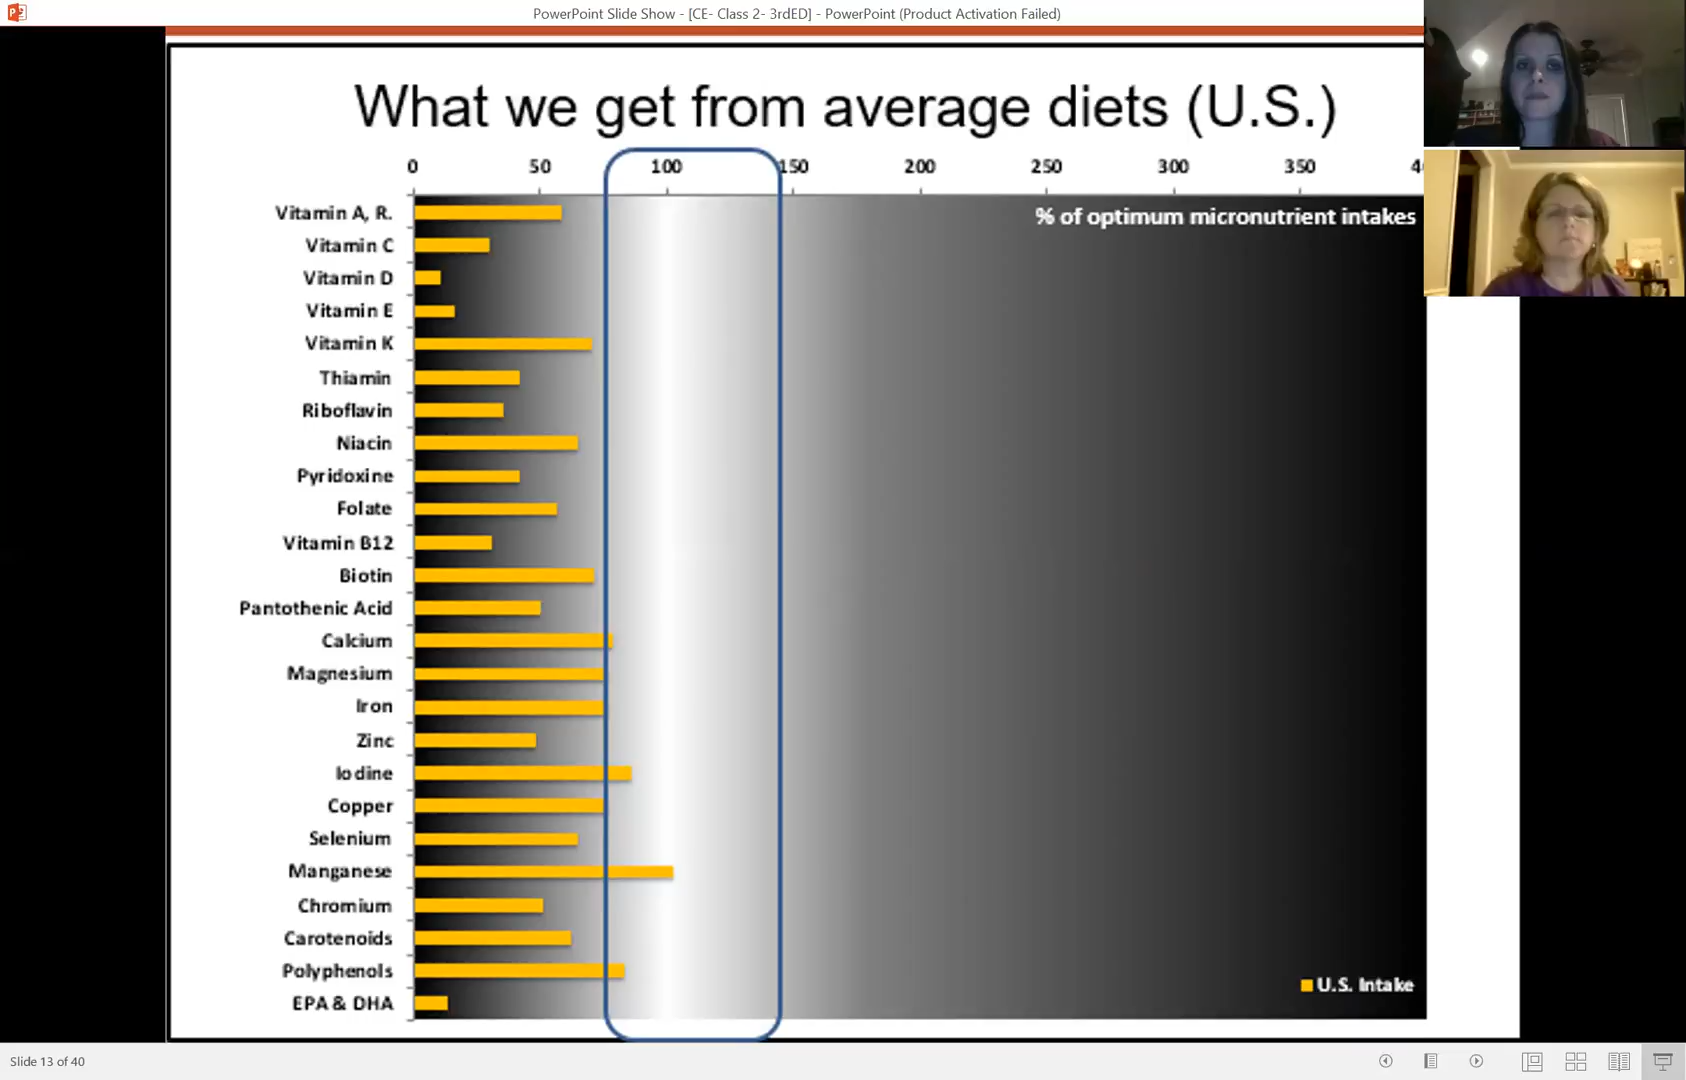 PowerPoint Slide Show - [CE- Class 2- 3rdED] - PowerPoint (Product Activation Failed)
What we get from average diets (U.S.)
0 50 100 150 200 250 300 350
% of optimum micronutrient intakes
Vitamin A, R.
Vitamin C
Vitamin D
Vitamin E
Vitamin K
Thiamin
Riboflavin
Niacin
Pyridoxine
Folate
Vitamin B12
Biotin
Pantothenic Acid
Calcium
Magnesium
Iron
Zinc
Iodine
Copper
Selenium
Manganese
Chromium
Carotenoids
Polyphenols
U.S. Intake
EPA & DHA
Slide 13 of 40